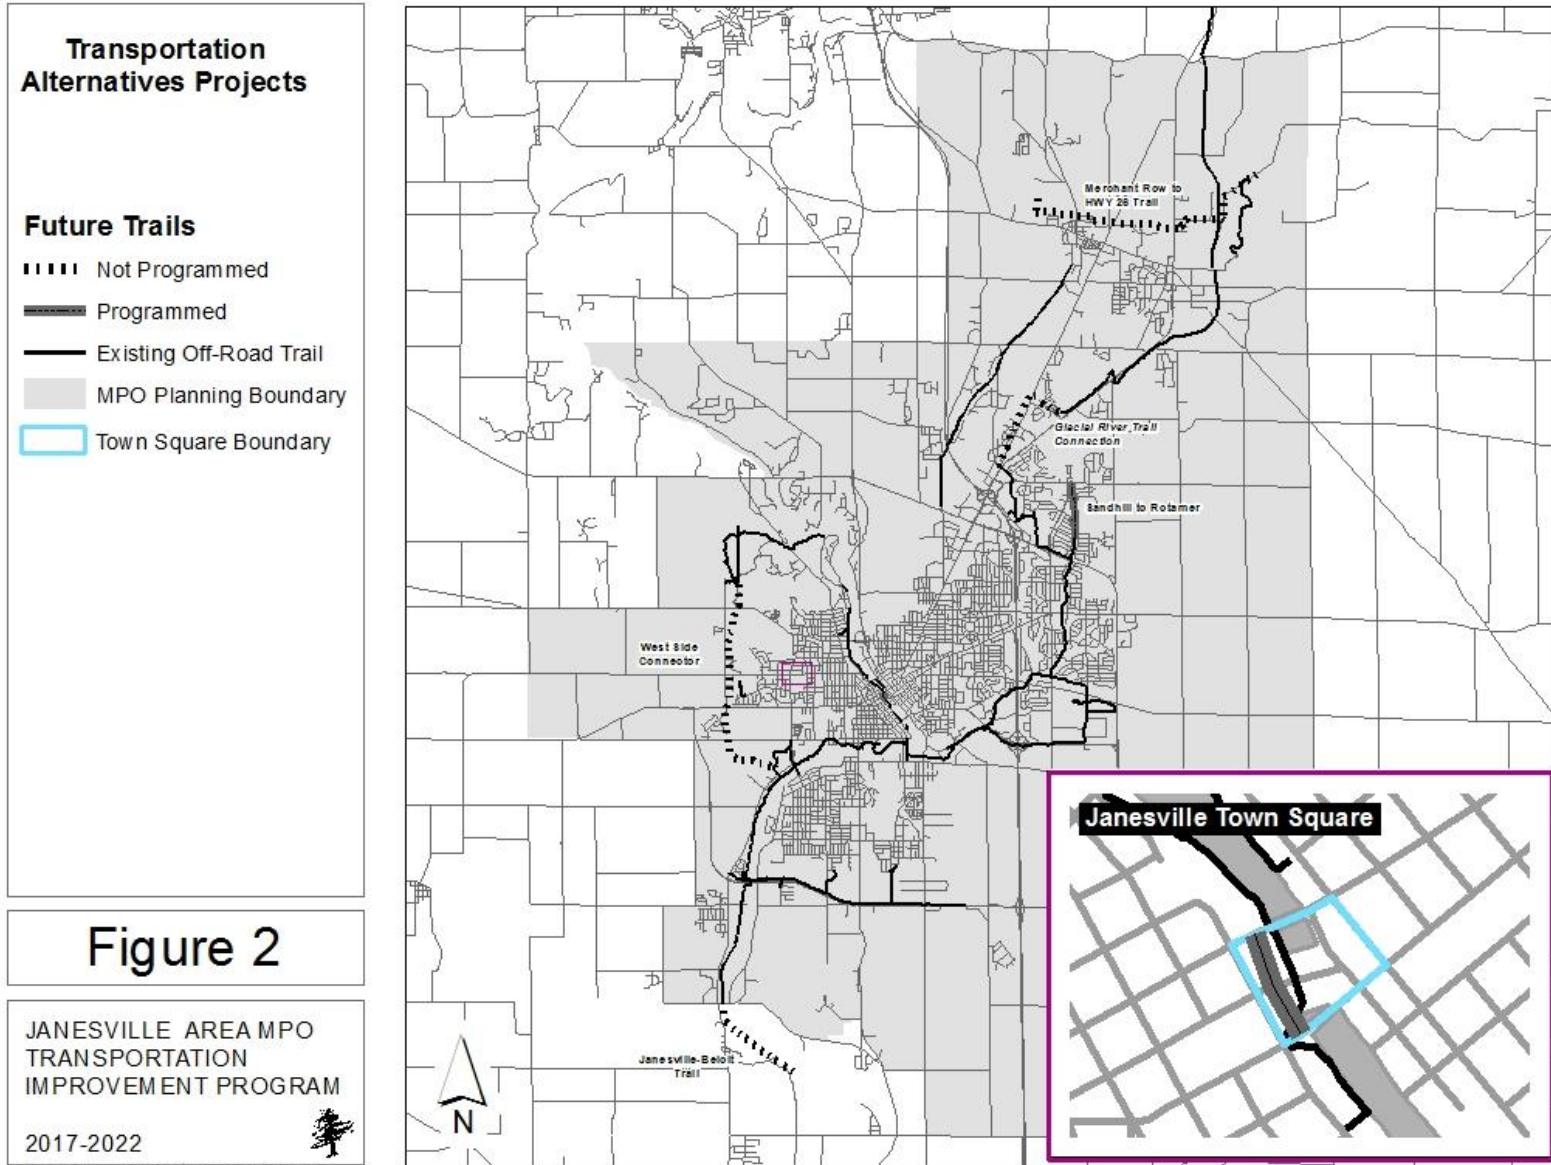 Transportation
Alternatives Projects
Future Trails
Not Programmed
Programmed
Existing Off-Road Trail
MPO Planning Boundary
Town Square Boundary
Figure 2
JANESVILLE AREA MPO
TRANSPORTATION
IMPROVEMENT PROGRAM
2017-2022
Merchant Row to
HWY 26 Trail
Glacial River Trail
Connection
Sandhill to Rotamer
West Side
Connector
Janesville-Beloit
Trail
N
Janesville Town Square